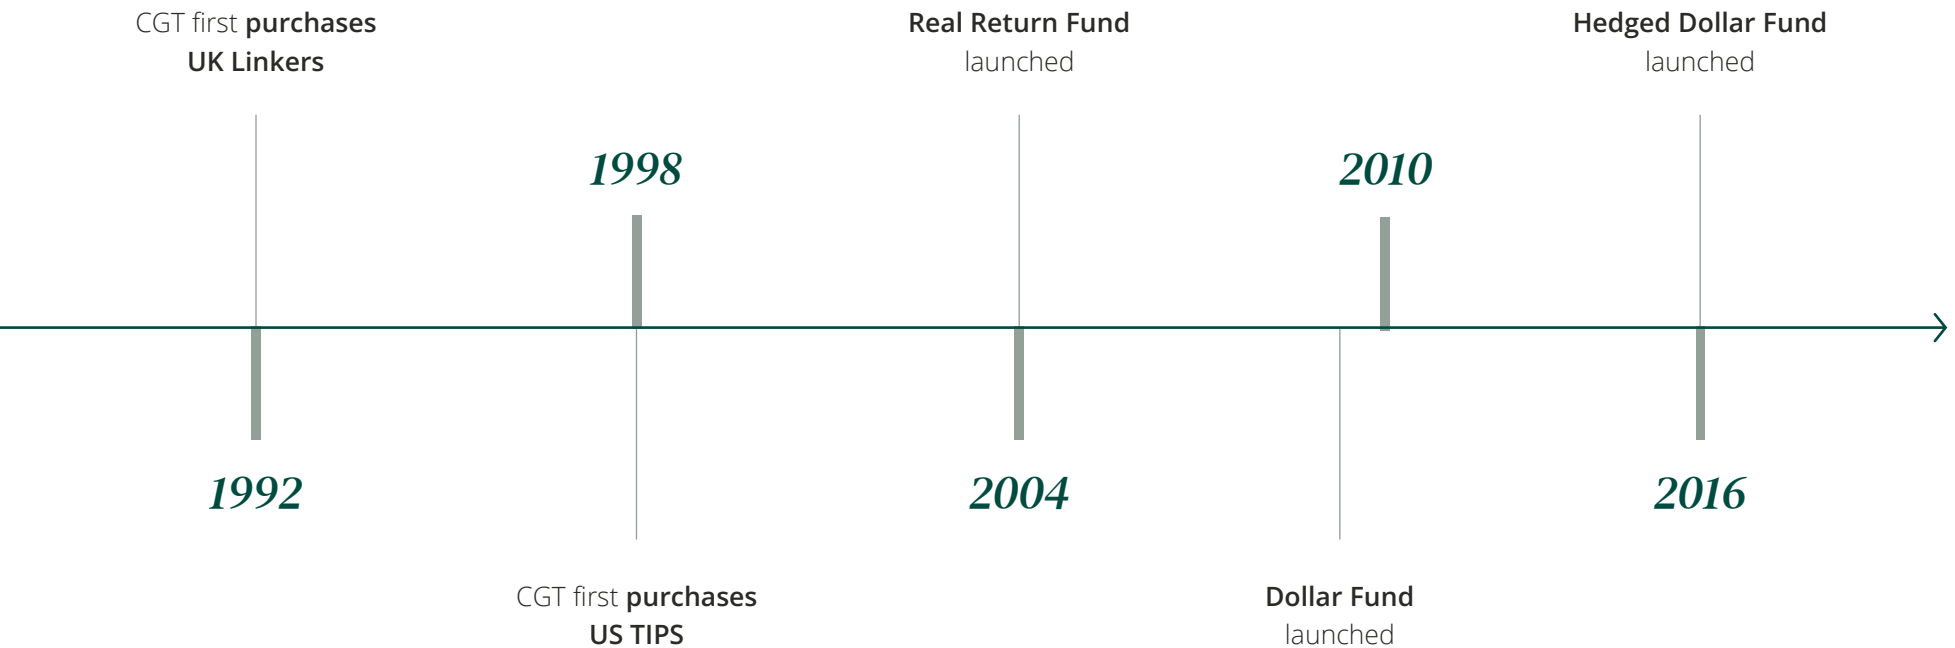 CGT first purchases
UK Linkers
1992
1998
CGT first purchases
US TIPS
Real Return Fund
launched
2004
2010
Dollar Fund
launched
Hedged Dollar Fund
launched
2016